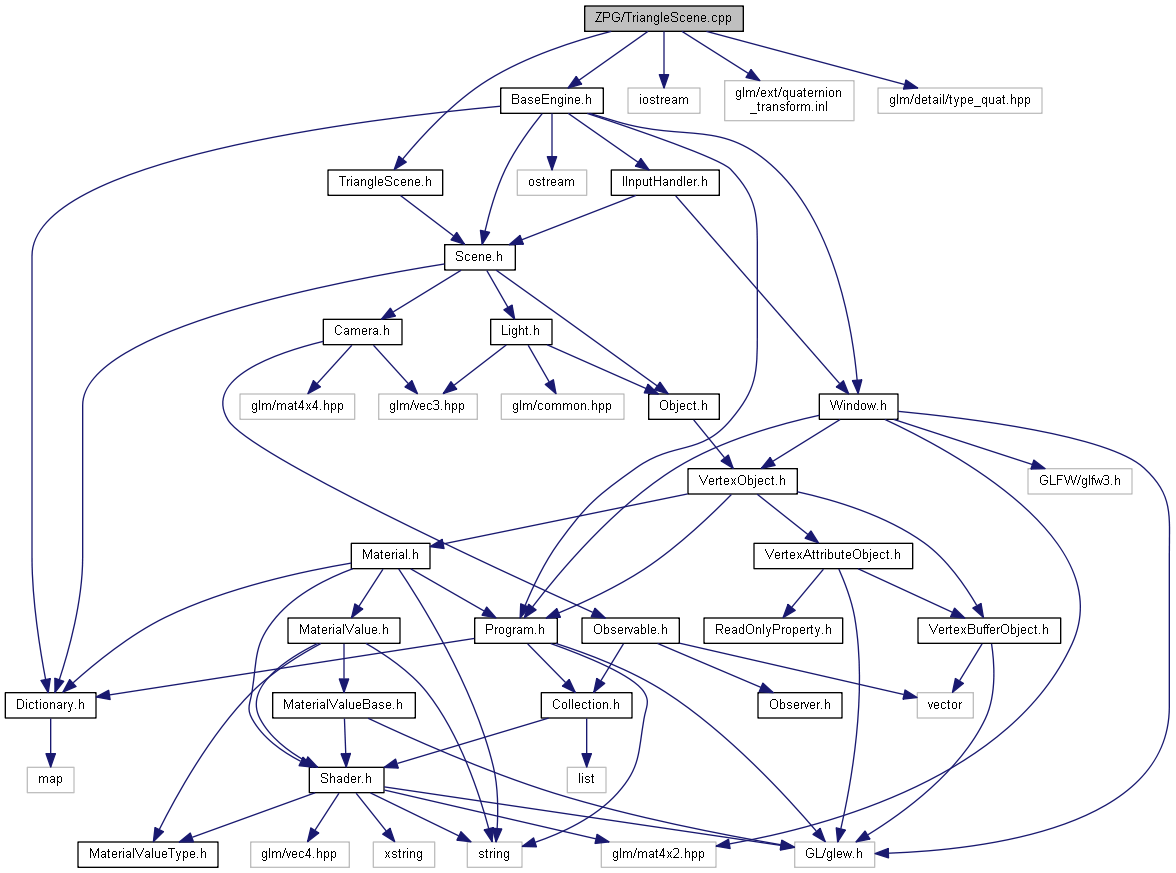 ZPG/TriangleScene.cpp
BaseEngine.h
iostream
glm/ext/quaternion
_transform.inl
glm/detail/type_quat.hpp
TriangleScene.h
ostream
IInputHandler.h
Scene.h
Camera.h
Light.h
glm/mat4x4.hpp
glm/vec3.hpp
glm/common.hpp
Object.h
Window.h
VertexObject.h
GLFW/glfw3.h
Material.h
VertexAttributeObject.h
MaterialValue.h
Program.h
Observable.h
ReadOnlyProperty.h
VertexBufferObject.h
Dictionary.h
MaterialValueBase.h
Collection.h
Observer.h
vector
map
Shader.h
list
MaterialValueType.h
glm/vec4.hpp
xstring
string
glm/mat4x2.hpp
GL/glew.h